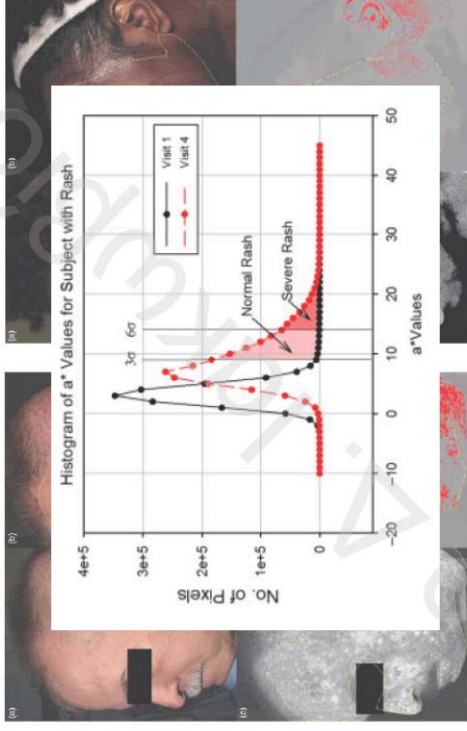 (a)
(b)
(c)
(a)
(b)
Histogram of a* Values for Subject with Rash
Visit 1
Visit 4
3σ
6σ
Normal Rash
Severe Rash
No. of Pixels
4e+5
3e+5
2e+5
1e+5
0
−20
−10
0
10
20
30
40
50
a*Values